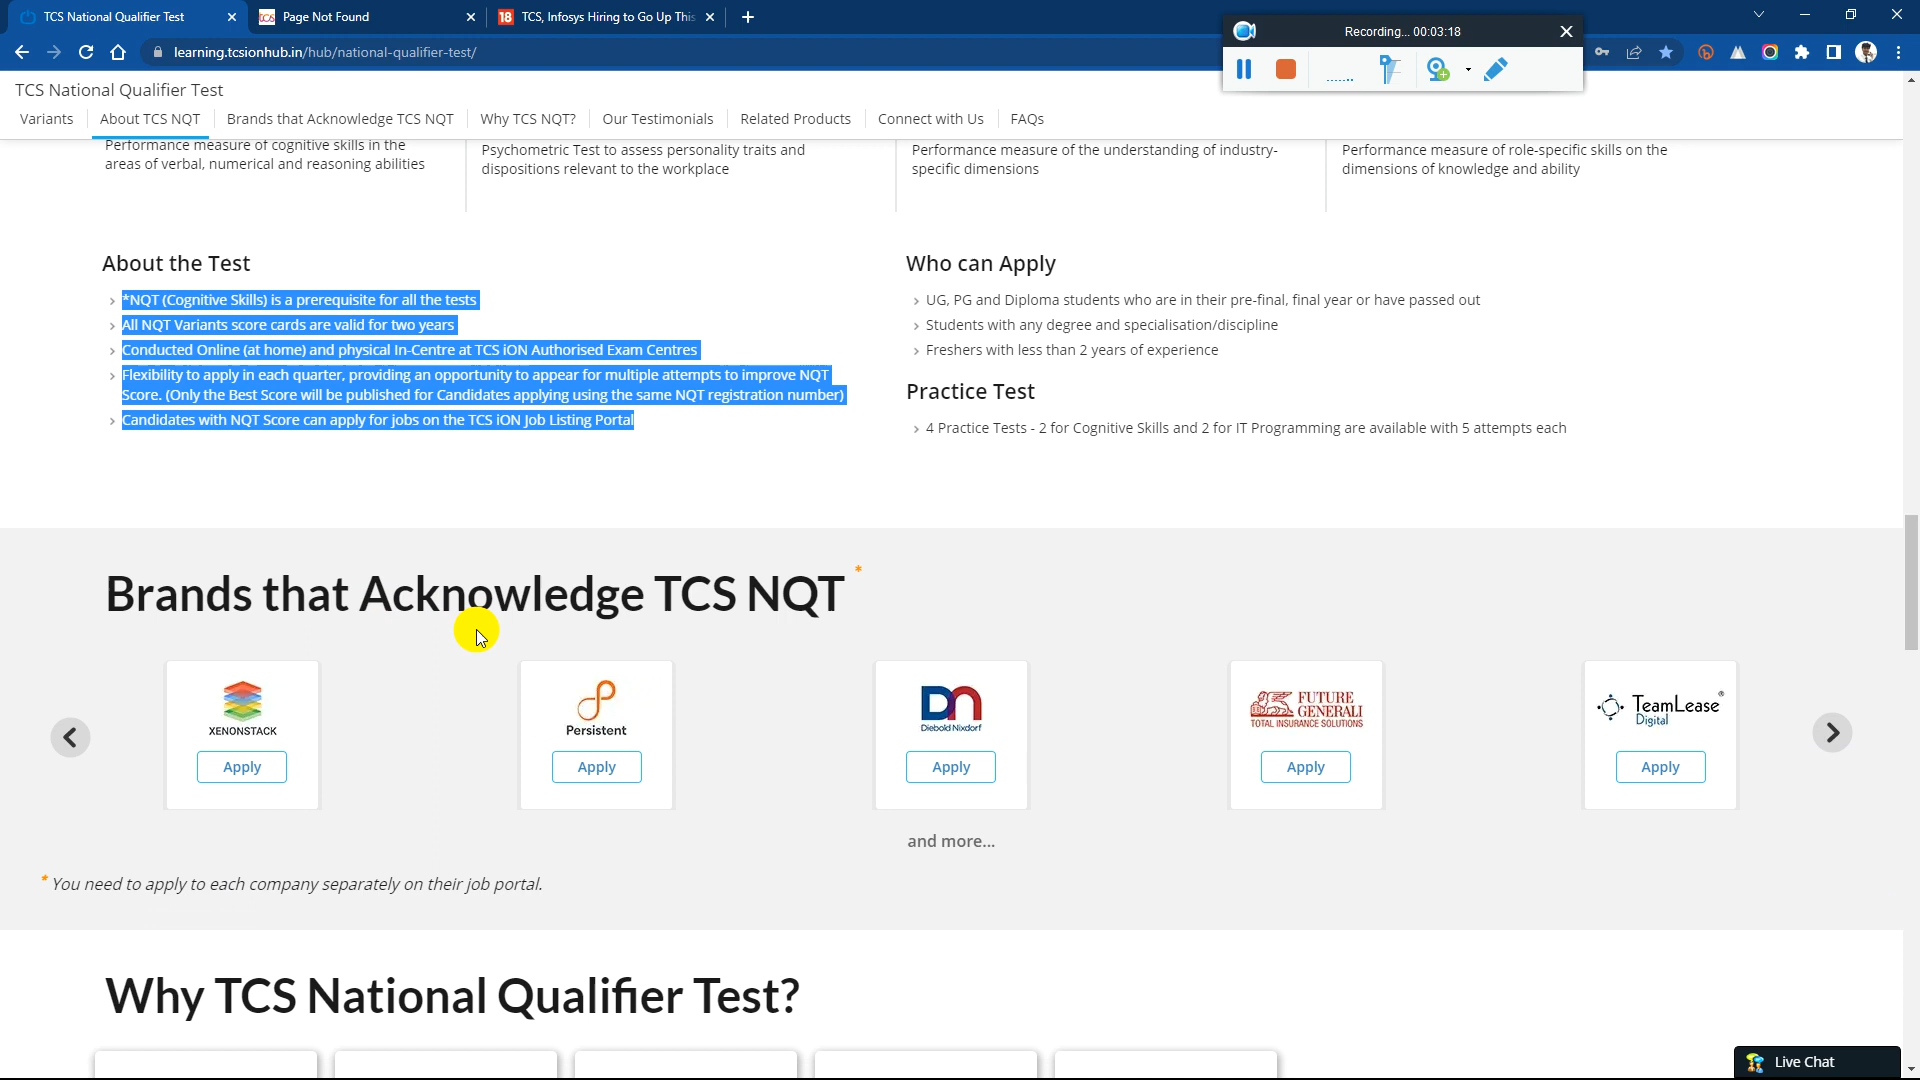 TCS National Qualifier Test
Page Not Found
TCS, Infosys Hiring to Go Up This
Recording... 00:03:18
learning.tcsionhub.in/hub/national-qualifier-test/
TCS National Qualifier Test
Variants
About TCS NQT
Brands that Acknowledge TCS NQT
Why TCS NQT?
Our Testimonials
Related Products
Connect with Us
FAQs
Performance measure of cognitive skills in the
areas of verbal, numerical and reasoning abilities
Psychometric Test to assess personality traits and
dispositions relevant to the workplace
Performance measure of the understanding of industry-
specific dimensions
Performance measure of role-specific skills on the
dimensions of knowledge and ability
About the Test
*NQT (Cognitive Skills) is a prerequisite for all the tests
All NQT Variants score cards are valid for two years
Conducted Online (at home) and physical In-Centre at TCS iON Authorised Exam Centres
Flexibility to apply in each quarter, providing an opportunity to appear for multiple attempts to improve NQT
Score. (Only the Best Score will be published for Candidates applying using the same NQT registration number)
Candidates with NQT Score can apply for jobs on the TCS iON Job Listing Portal
Who can Apply
UG, PG and Diploma students who are in their pre-final, final year or have passed out
Students with any degree and specialisation/discipline
Freshers with less than 2 years of experience
Practice Test
4 Practice Tests - 2 for Cognitive Skills and 2 for IT Programming are available with 5 attempts each
Brands that Acknowledge TCS NQT *
XENONSTACK
Apply
Persistent
Apply
DN
Diebold Nixdorf
Apply
FUTURE
GENERALI
TOTAL INSURANCE SOLUTIONS
Apply
TeamLease
Digital
Apply
and more...
* You need to apply to each company separately on their job portal.
Why TCS National Qualifier Test?
Live Chat